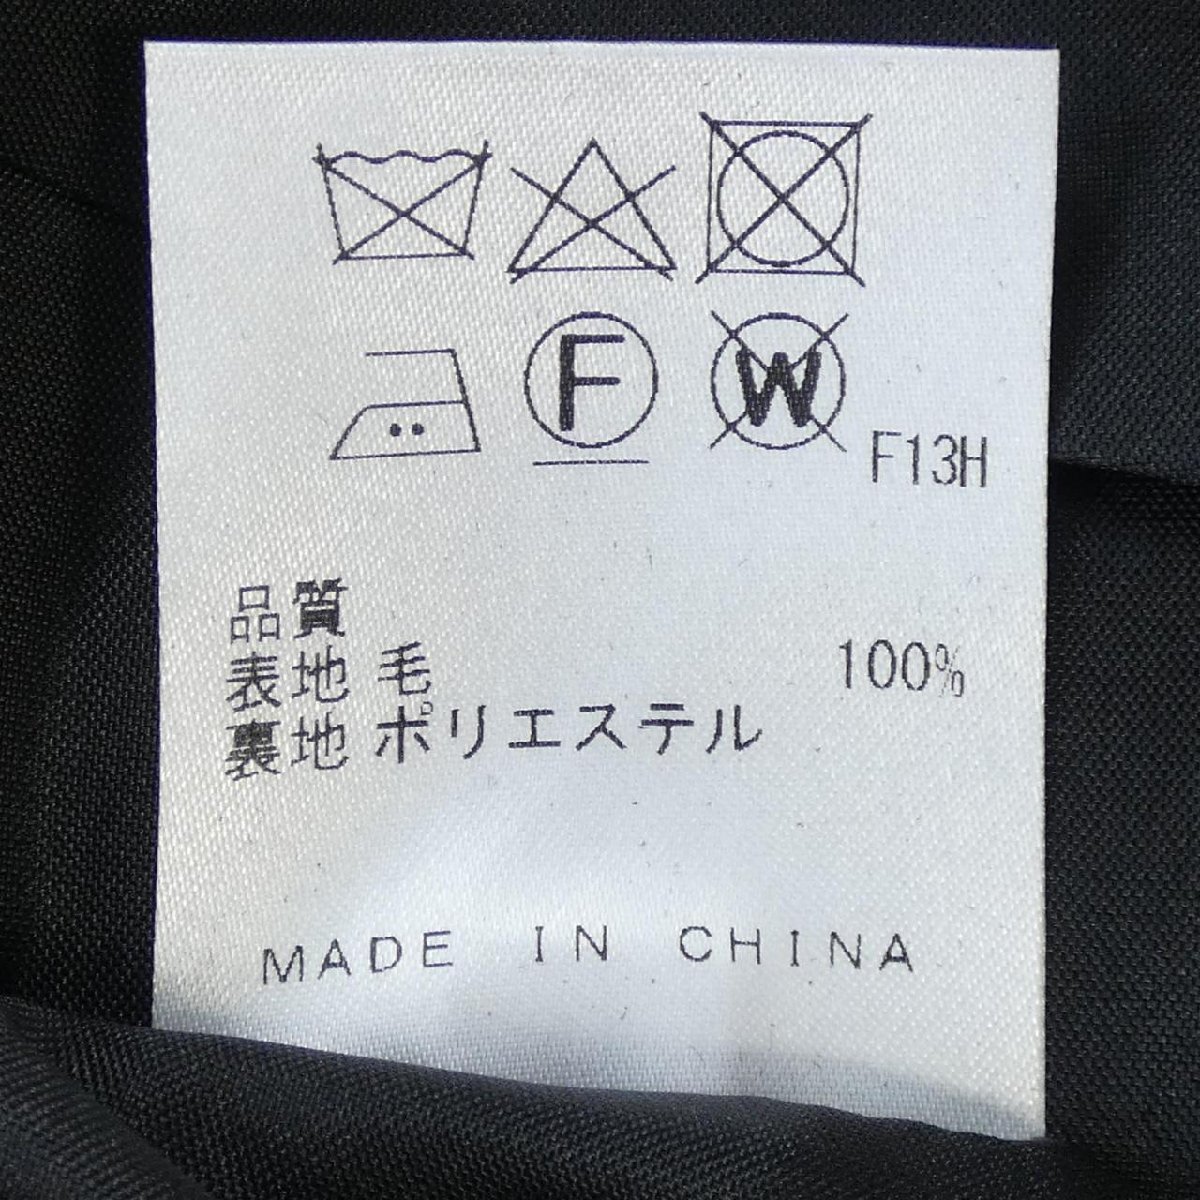 F
W
F13H
品質
表地 毛 100%
裏地 ポリエステル
MADE IN CHINA